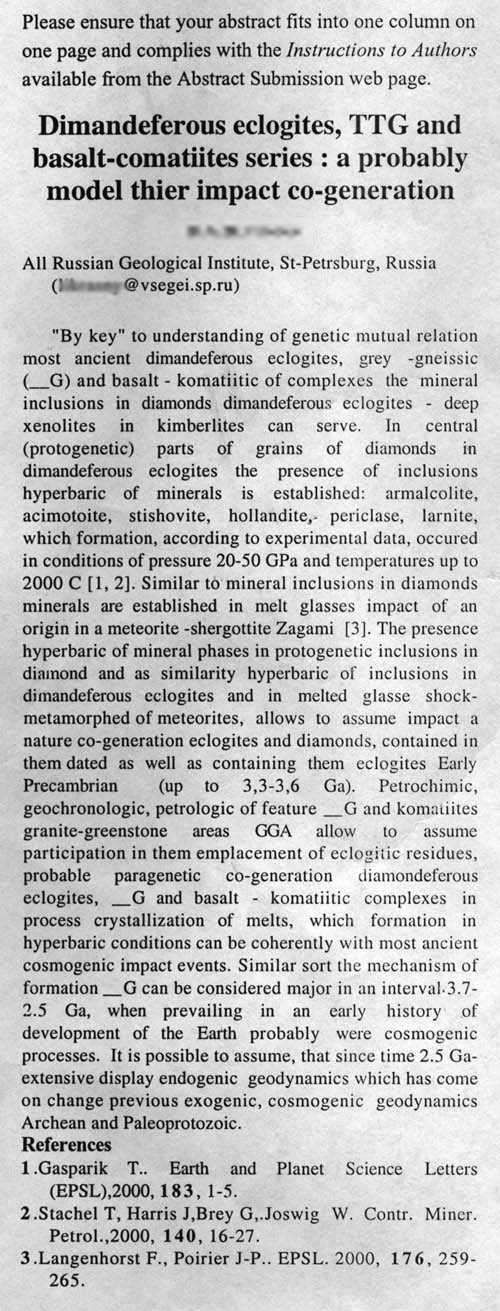 Please ensure that your abstract fits into one column on
one page and complies with the Instructions to Authors
available from the Abstract Submission web page.
Dimandeferous eclogites, TTG and
basalt-comatiites series : a probably
model thier impact co-generation
All Russian Geological Institute, St-Petrsburg, Russia
@vsegei.sp.ru)
"By key" to understanding of genetic mutual relation
most ancient dimandeferous eclogites, grey -gneissic
(__G) and basalt - komatiitic of complexes the mineral
inclusions in diamonds dimandeferous eclogites - deep
xenolites in kimberlites can serve. In central
(protogenetic) parts of grains of diamonds in
dimandeferous eclogites the presence of inclusions
hyperbaric of minerals is established: armalcolite,
acimotoite, stishovite, hollandite,- periclase, larnite,
which formation, according to experimental data, occured
in conditions of pressure 20-50 GPa and temperatures up to
2000 C [1, 2]. Similar to mineral inclusions in diamonds
minerals are established in melt glasses impact of an
origin in a meteorite -shergottite Zagami [3]. The presence
hyperbaric of mineral phases in protogenetic inclusions in
diamond and as similarity hyperbaric of inclusions in
dimandeferous eclogites and in melted glasse shock-
metamorphed of meteorites, allows to assume impact a
nature co-generation eclogites and diamonds, contained in
them dated as well as containing them eclogites Early
Precambrian (up to 3,3-3,6 Ga). Petrochimic,
geochronologic, petrologic of feature __G and komatiites
granite-greenstone areas GGA allow to assume
participation in them emplacement of eclogitic residues,
probable paragenetic co-generation diamondeferous
eclogites, __G and basalt - komatiitic complexes in
process crystallization of melts, which formation in
hyperbaric conditions can be coherently with most ancient
cosmogenic impact events. Similar sort the mechanism of
formation __G can be considered major in an interval 3.7-
2.5 Ga, when prevailing in an early history of
development of the Earth probably were cosmogenic
processes. It is possible to assume, that since time 2.5 Ga-
extensive display endogenic geodynamics which has come
on change previous exogenic, cosmogenic geodynamics
Archean and Paleoprotozoic.
References
1.Gasparik T.. Earth and Planet Science Letters
(EPSL),2000, 183, 1-5.
2.Stachel T, Harris J,Brey G,.Joswig W. Contr. Miner.
Petrol.,2000, 140, 16-27.
3.Langenhorst F., Poirier J-P.. EPSL. 2000, 176, 259-
265.